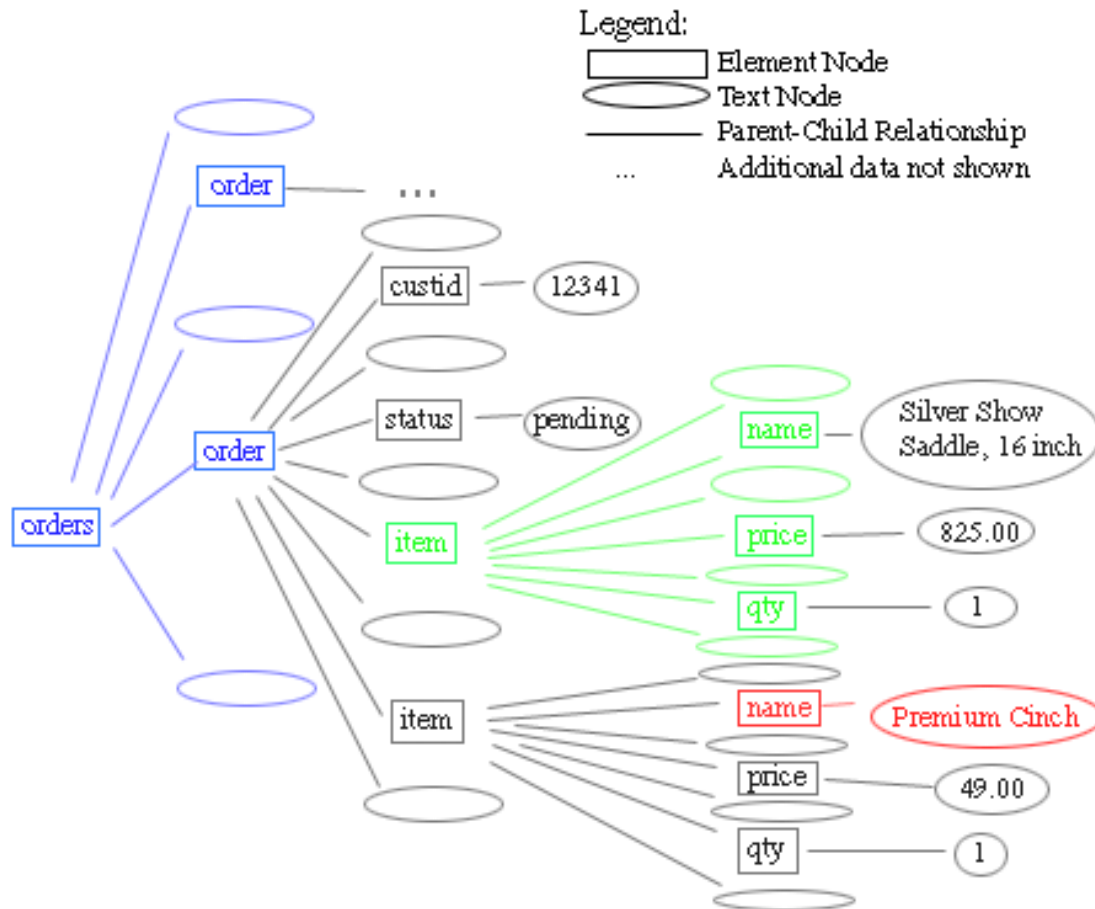 Legend:
Element Node
Text Node
Parent-Child Relationship
... Additional data not shown
order
...
custid
12341
status
pending
order
orders
item
name
Silver Show
Saddle, 16 inch
price
825.00
qty
1
item
name
Premium Cinch
price
49.00
qty
1